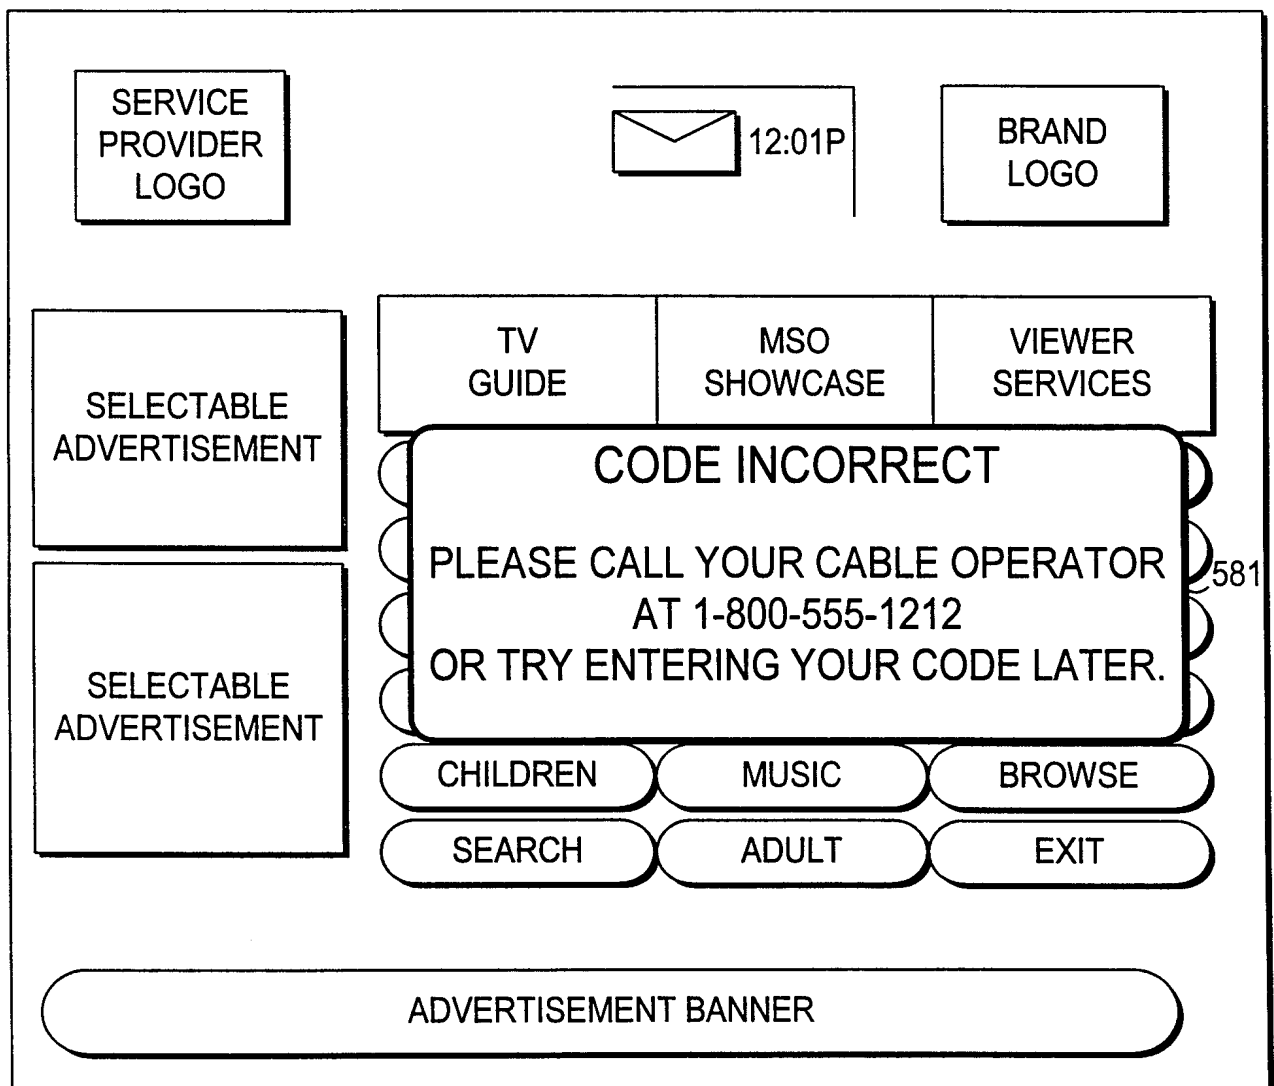 SERVICE
PROVIDER
LOGO
12:01P
BRAND
LOGO
SELECTABLE
ADVERTISEMENT
SELECTABLE
ADVERTISEMENT
TV
GUIDE
MSO
SHOWCASE
VIEWER
SERVICES
CODE INCORRECT
PLEASE CALL YOUR CABLE OPERATOR
AT 1-800-555-1212
OR TRY ENTERING YOUR CODE LATER.
581
CHILDREN
MUSIC
BROWSE
SEARCH
ADULT
EXIT
ADVERTISEMENT BANNER